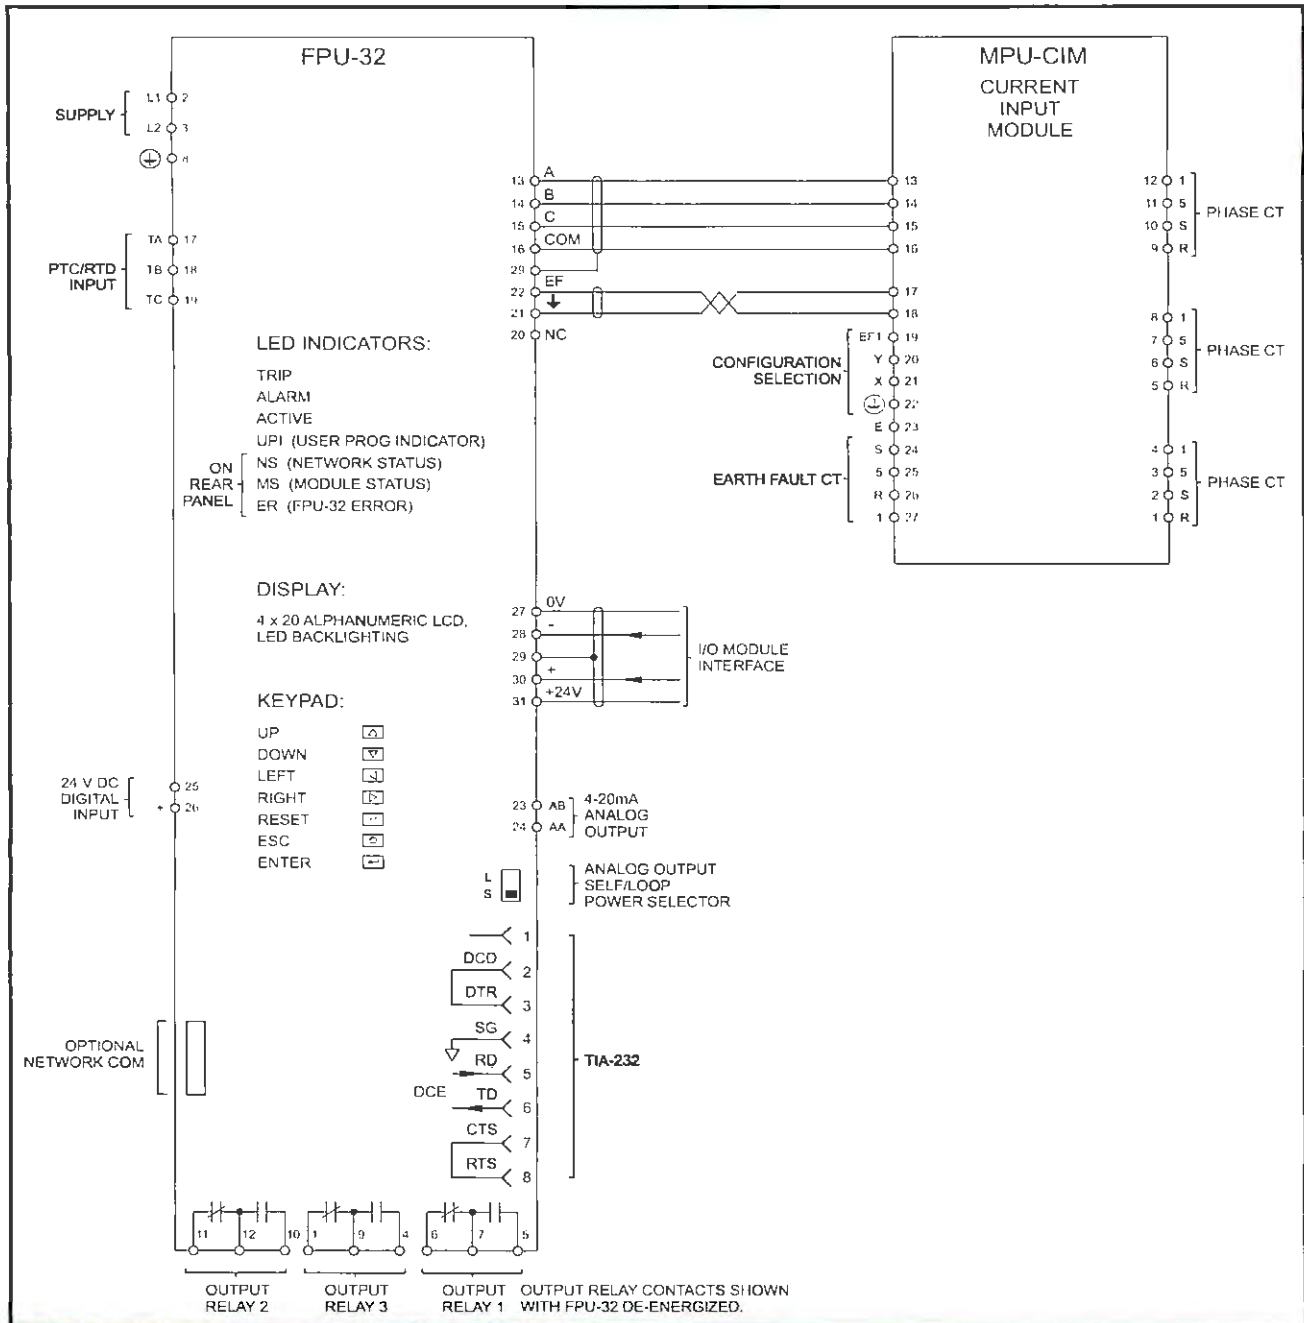 FPU-32
MPU-CIM
CURRENT
INPUT
MODULE
SUPPLY
L1 2
L2 3
8
PTC/RTD
INPUT
TA 17
TB 18
TC 19
13 A
14 B
15 C
16 COM
29
22 EF
21
20 NC
13
14
15
16
17
18
CONFIGURATION
SELECTION
EF1 19
Y 20
X 21
22
E 23
EARTH FAULT CT
S 24
5 25
R 26
1 27
12 1
11 5
10 S
9 R
PHASE CT
8 1
7 5
6 S
5 R
PHASE CT
4 1
3 5
2 S
1 R
PHASE CT
LED INDICATORS:
TRIP
ALARM
ACTIVE
UPI (USER PROG INDICATOR)
ON
REAR
PANEL
NS (NETWORK STATUS)
MS (MODULE STATUS)
ER (FPU-32 ERROR)
DISPLAY:
4 x 20 ALPHANUMERIC LCD,
LED BACKLIGHTING
27 0V
28 -
29
30 +
31 +24V
I/O MODULE
INTERFACE
KEYPAD:
UP
DOWN
LEFT
RIGHT
RESET
ESC
ENTER
24 V DC
DIGITAL
INPUT
25
+ 26
23 AB
24 AA
4-20mA
ANALOG
OUTPUT
L
S
ANALOG OUTPUT
SELF/LOOP
POWER SELECTOR
1
DCD 2
DTR 3
SG 4
RD 5
DCE
TD 6
CTS 7
RTS 8
TIA-232
OPTIONAL
NETWORK COM
11 12 10
1 9 4
6 7 5
OUTPUT
RELAY 2
OUTPUT
RELAY 3
OUTPUT
RELAY 1
OUTPUT RELAY CONTACTS SHOWN
WITH FPU-32 DE-ENERGIZED.